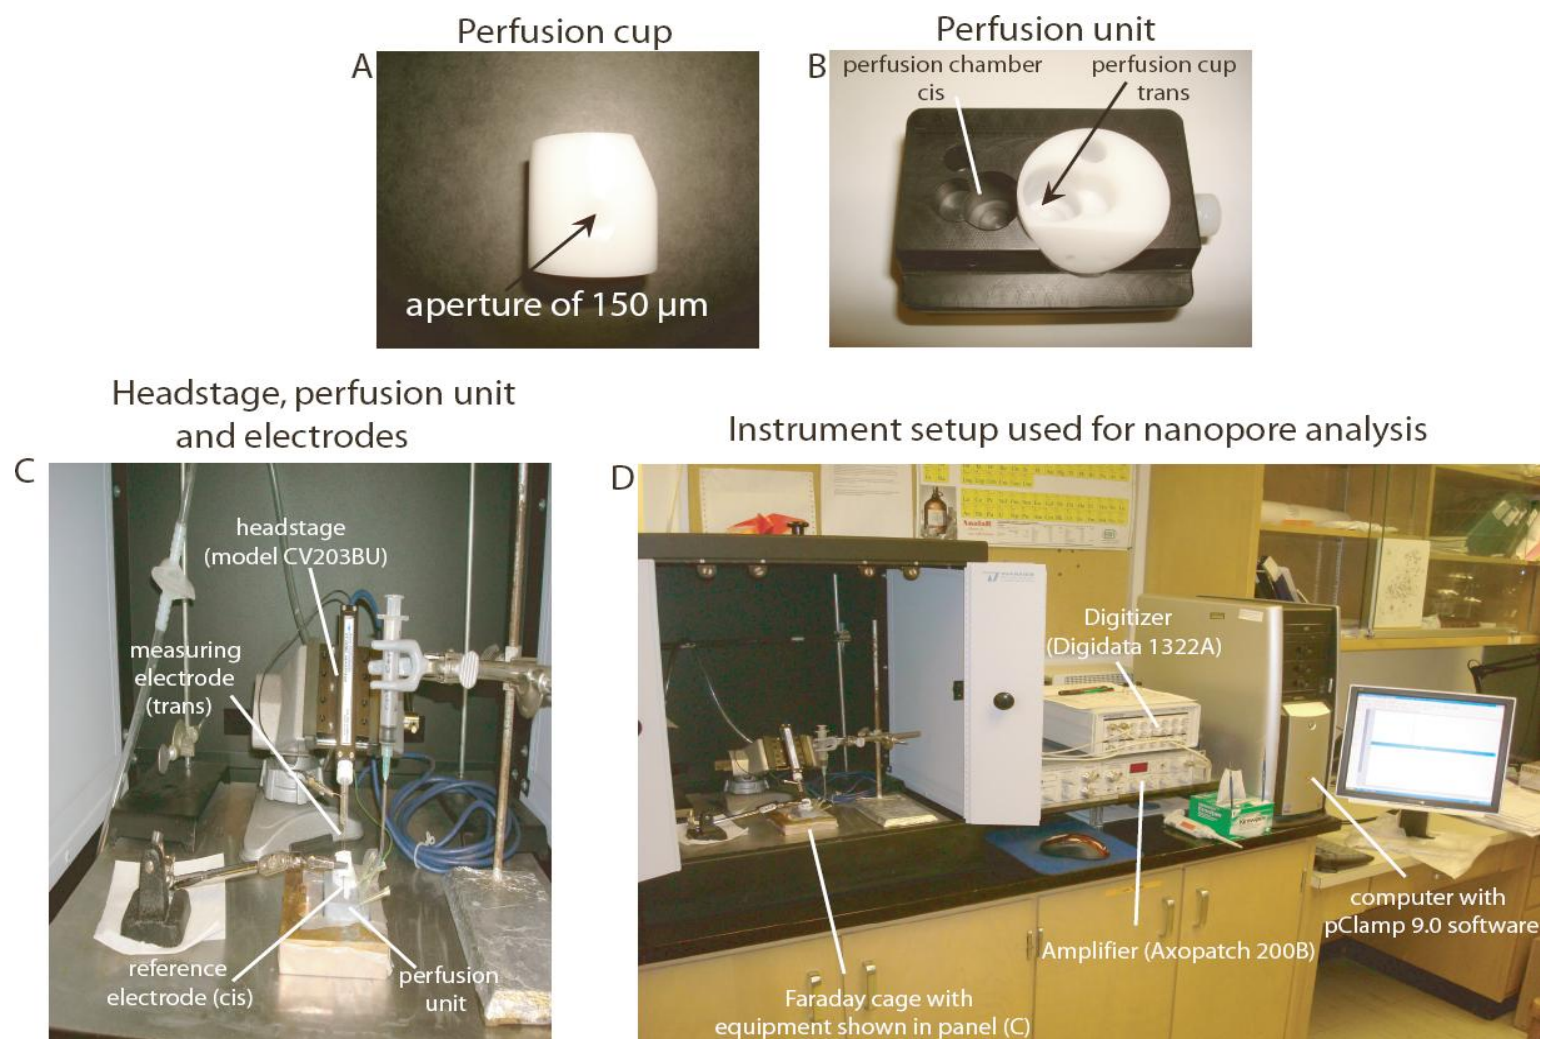 Perfusion cup
A
aperture of 150 µm
Perfusion unit
B
perfusion chamber
cis
perfusion cup
trans
Headstage, perfusion unit
and electrodes
C
headstage
(model CV203BU)
measuring
electrode
(trans)
reference
electrode (cis)
perfusion
unit
Instrument setup used for nanopore analysis
D
Digitizer
(Digidata 1322A)
Amplifier (Axopatch 200B)
computer with
pClamp 9.0 software
Faraday cage with
equipment shown in panel (C)